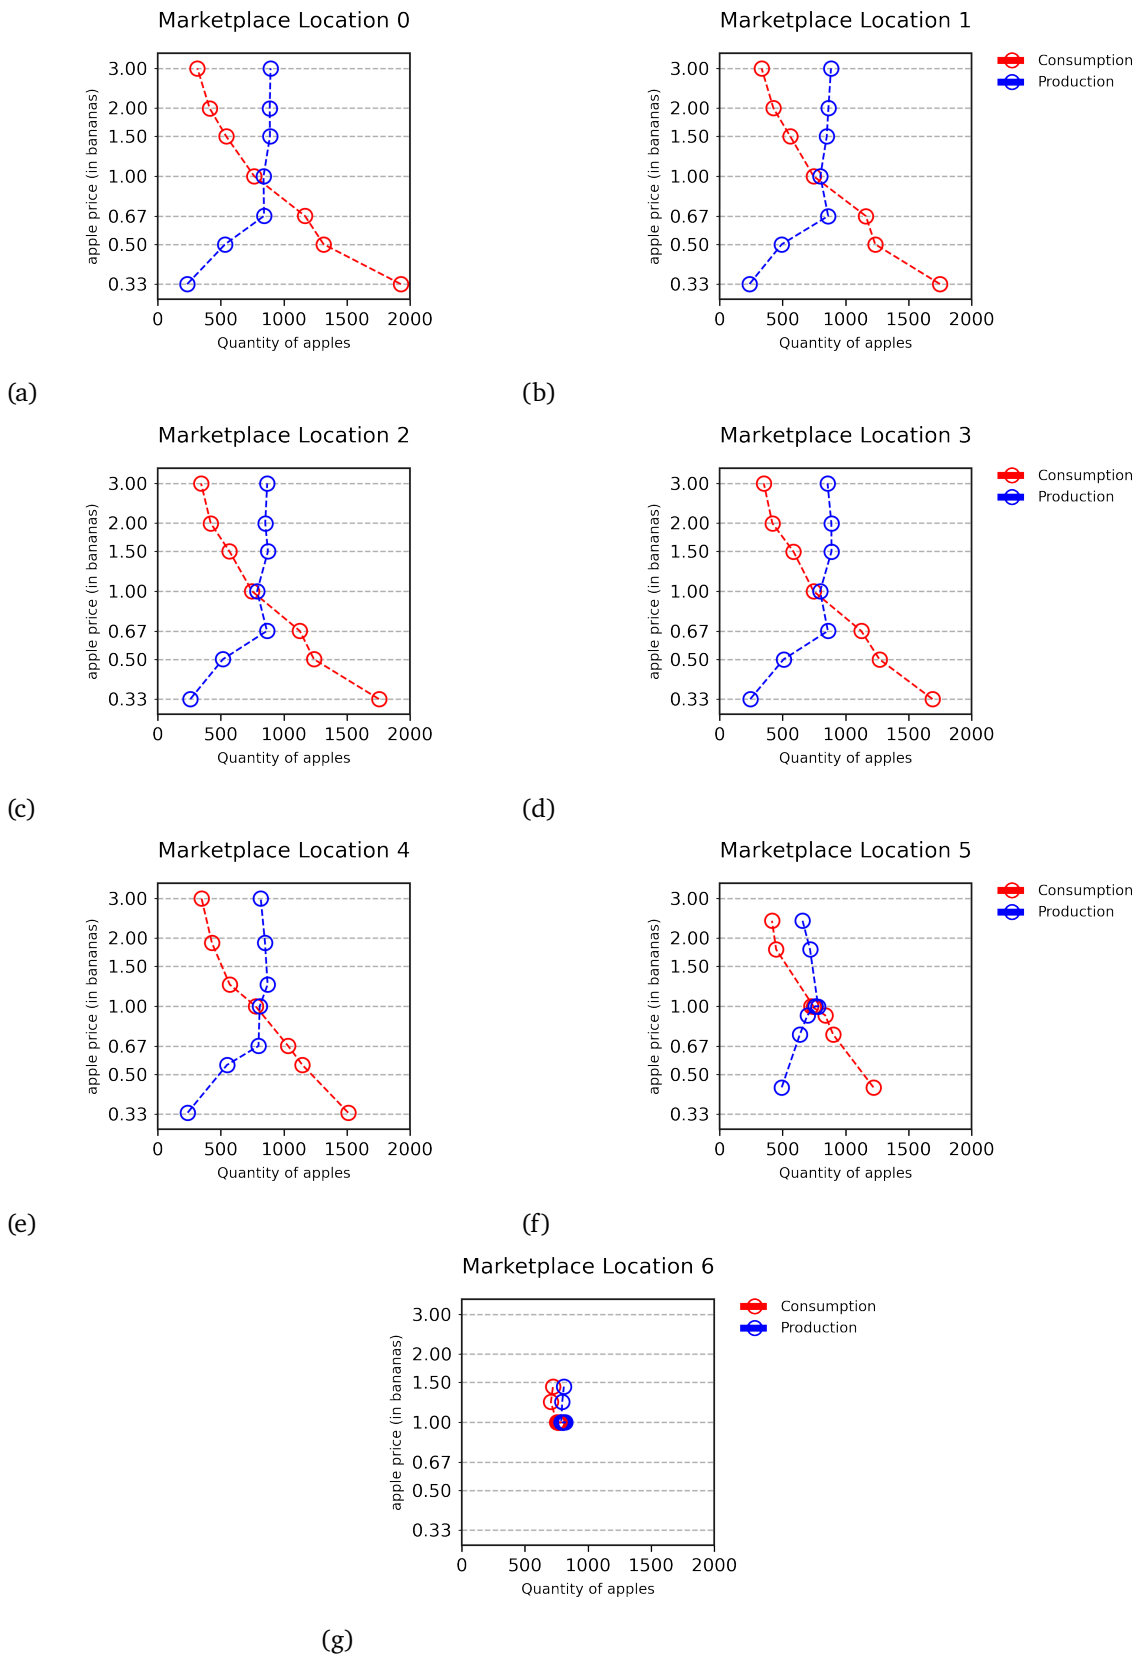 Marketplace Location 0
apple price (in bananas)
3.00
2.00
1.50
1.00
0.67
0.50
0.33
0 500 1000 1500 2000
Quantity of apples
(a)
Marketplace Location 1
apple price (in bananas)
3.00
2.00
1.50
1.00
0.67
0.50
0.33
0 500 1000 1500 2000
Quantity of apples
Consumption
Production
(b)
Marketplace Location 2
apple price (in bananas)
3.00
2.00
1.50
1.00
0.67
0.50
0.33
0 500 1000 1500 2000
Quantity of apples
(c)
Marketplace Location 3
apple price (in bananas)
3.00
2.00
1.50
1.00
0.67
0.50
0.33
0 500 1000 1500 2000
Quantity of apples
Consumption
Production
(d)
Marketplace Location 4
apple price (in bananas)
3.00
2.00
1.50
1.00
0.67
0.50
0.33
0 500 1000 1500 2000
Quantity of apples
(e)
Marketplace Location 5
apple price (in bananas)
3.00
2.00
1.50
1.00
0.67
0.50
0.33
0 500 1000 1500 2000
Quantity of apples
Consumption
Production
(f)
Marketplace Location 6
apple price (in bananas)
3.00
2.00
1.50
1.00
0.67
0.50
0.33
0 500 1000 1500 2000
Quantity of apples
Consumption
Production
(g)